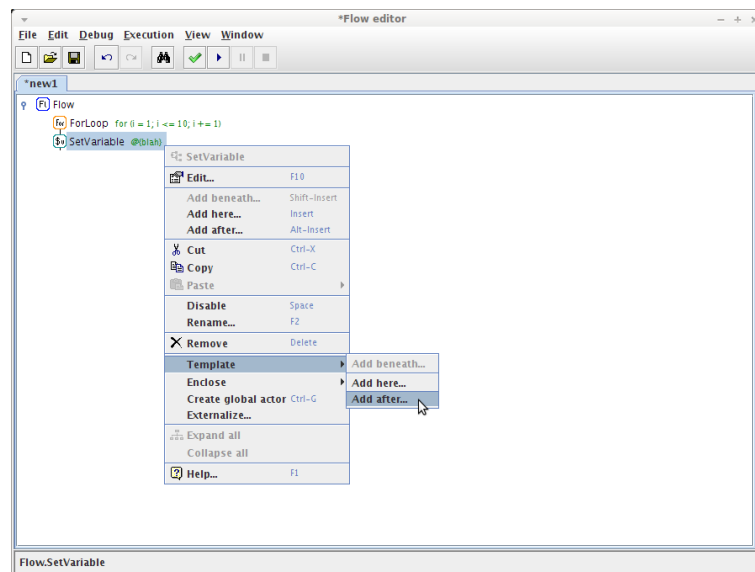 *Flow editor
File Edit Debug Execution View Window
*new1
Flow
ForLoop for (i = 1; i <= 10; i += 1)
SetVariable @{blah}
SetVariable
Edit... F10
Add beneath... Shift-Insert
Add here... Insert
Add after... Alt-Insert
Cut Ctrl-X
Copy Ctrl-C
Paste
Disable Space
Rename... F2
Remove Delete
Template
Add beneath...
Enclose
Add here...
Create global actor Ctrl-G
Add after...
Externalize...
Expand all
Collapse all
Help... F1
Flow.SetVariable